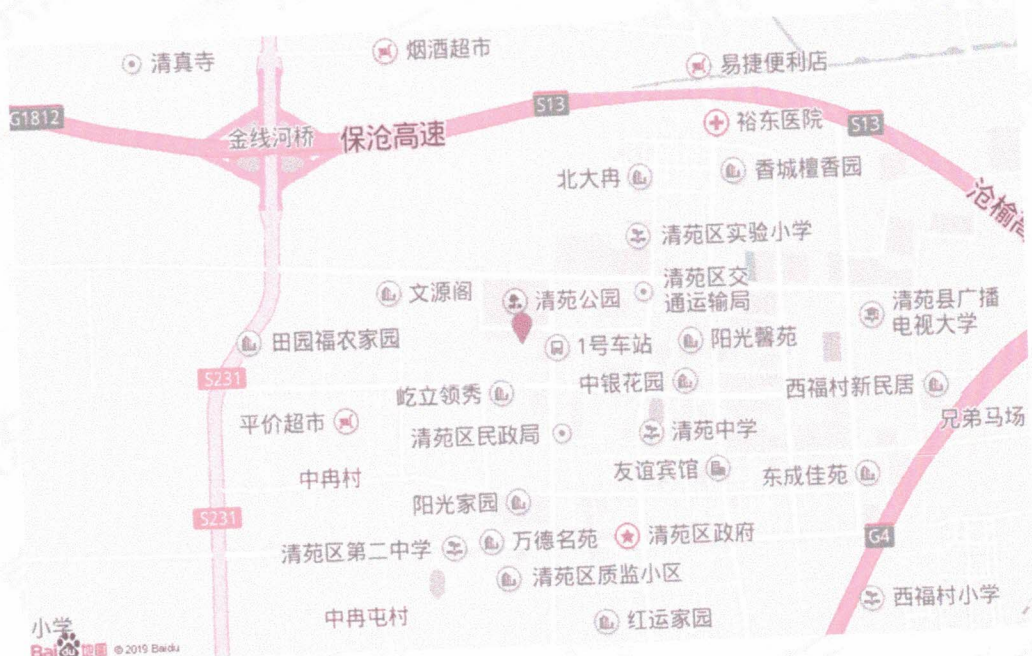 清真寺
烟酒超市
易捷便利店
G1812
S13
金线河桥
保沧高速
裕东医院
S13
北大冉
香城檀香园
沧榆高
清苑区实验小学
文源阁
清苑公园
清苑区交
通运输局
清苑县广播
电视大学
田园福农家园
1号车站
阳光馨苑
S231
屹立领秀
中银花园
西福村新民居
平价超市
清苑区民政局
清苑中学
兄弟马场
中冉村
友谊宾馆
东成佳苑
阳光家园
S231
清苑区第二中学
万德名苑
清苑区政府
G4
清苑区质监小区
中冉屯村
红运家园
西福村小学
小学
Bai du 地图 © 2019 Baidu